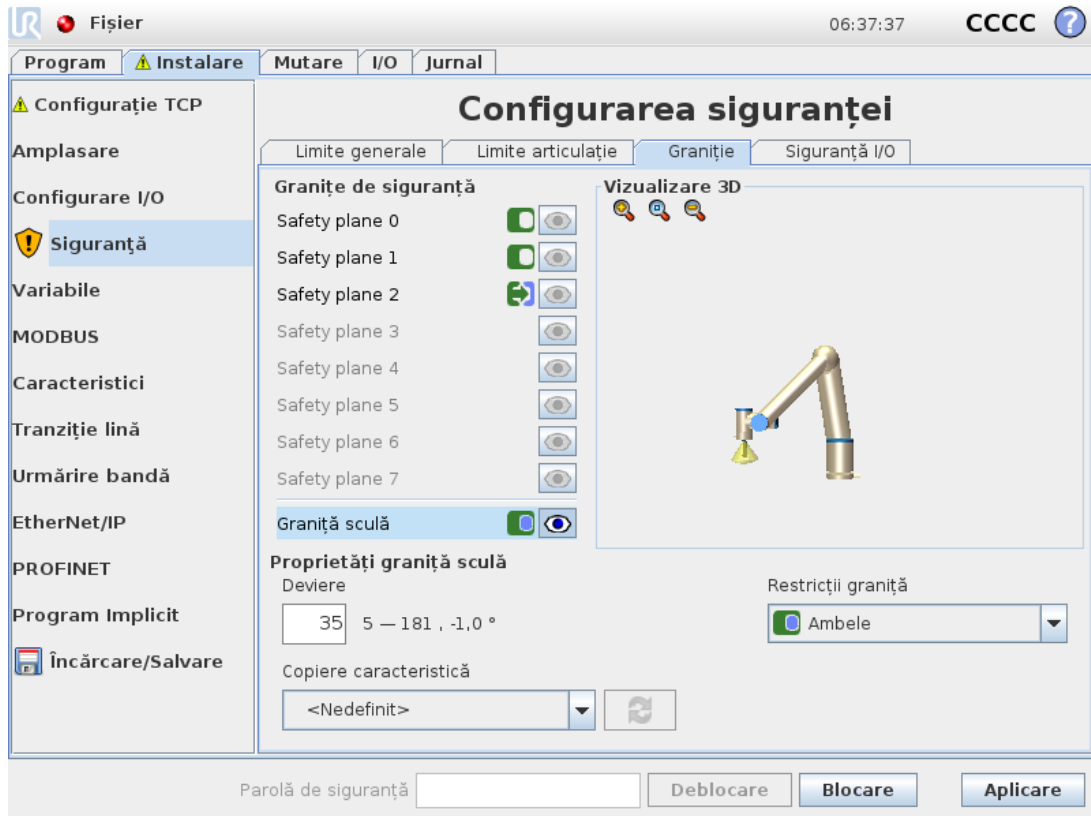 UR Fișier 06:37:37 CCCC ?
Program Instalare Mutare I/O Jurnal
Configurație TCP
Amplasare
Configurare I/O
Siguranță
Variabile
MODBUS
Caracteristici
Tranziție lină
Urmărire bandă
EtherNet/IP
PROFINET
Program Implicit
Încărcare/Salvare
Configurarea siguranței
Limite generale Limite articulație Graniție Siguranță I/O
Granițe de siguranță
Safety plane 0
Safety plane 1
Safety plane 2
Safety plane 3
Safety plane 4
Safety plane 5
Safety plane 6
Safety plane 7
Graniță sculă
Vizualizare 3D
Proprietăți graniță sculă
Deviere
35 5 — 181 , -1,0 °
Restricții graniță
Ambele
Copiere caracteristică
<Nedefinit>
Parolă de siguranță Deblocare Blocare Aplicare